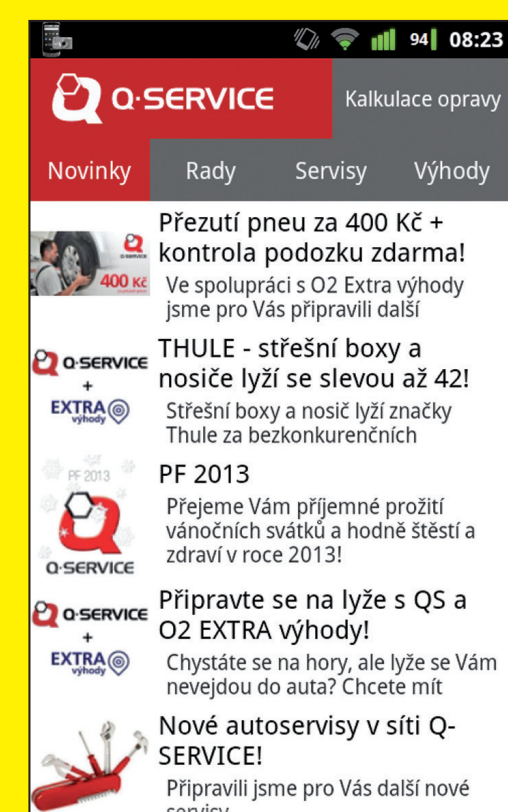 94 08:23
Q·SERVICE
Kalkulace opravy
Novinky Rady Servisy Výhody
Přezutí pneu za 400 Kč +
kontrola podozku zdarma!
Ve spolupráci s O2 Extra výhody
jsme pro Vás připravili další
Q·SERVICE
400 Kč
THULE - střešní boxy a
nosiče lyží se slevou až 42!
Střešní boxy a nosič lyží značky
Thule za bezkonkurenčních
Q·SERVICE
+
EXTRA
výhody
PF 2013
Přejeme Vám příjemné prožití
vánočních svátků a hodně štěstí a
zdraví v roce 2013!
PF 2013
Q·SERVICE
Připravte se na lyže s QS a
O2 EXTRA výhody!
Chystáte se na hory, ale lyže se Vám
nevejdou do auta? Chcete mít
Q·SERVICE
+
EXTRA
výhody
Nové autoservisy v síti Q-
SERVICE!
Připravili jsme pro Vás další nové
servisy